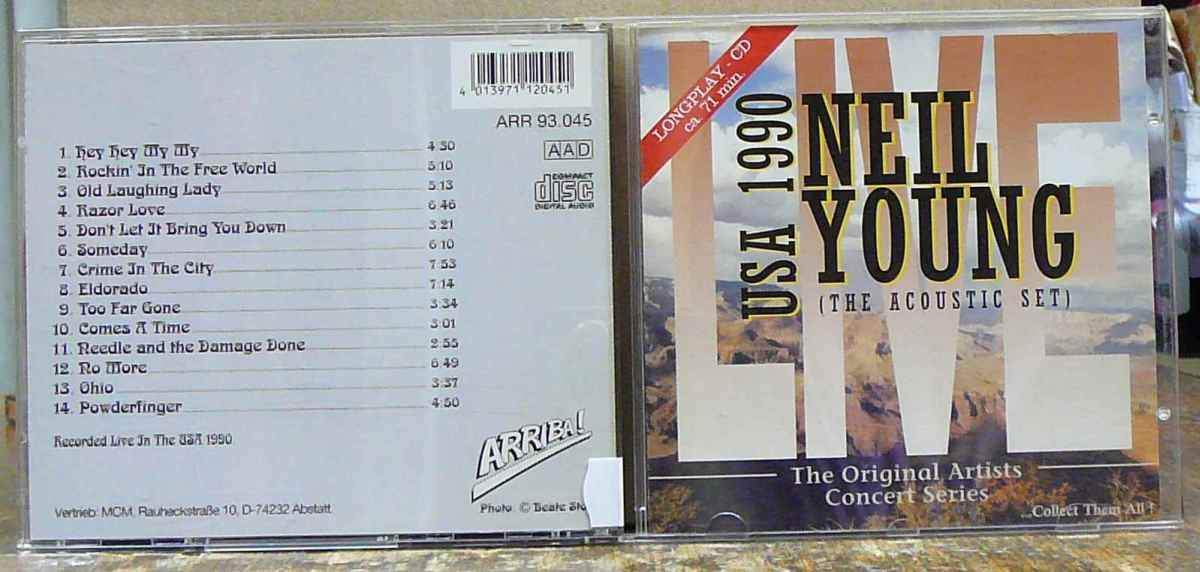 4 013971 120451
ARR 93.045
AAD
COMPACT
disc
DIGITAL AUDIO
1. Hey Hey My My 4:30
2. Rockin' In The Free World 5:10
3. Old Laughing Lady 5:13
4. Razor Love 6:46
5. Don't Let It Bring You Down 3:21
6. Someday 6:10
7. Crime In The City 7:53
8. Eldorado 7:14
9. Too Far Gone 3:34
10. Comes A Time 3:01
11. Needle and the Damage Done 2:55
12. No More 6:49
13. Ohio 3:37
14. Powderfinger 4:50
Recorded Live In The USA 1990
ARRIBA!
Vertrieb: MCM, Rauheckstraße 10, D-74232 Abstatt
Photo: © Beate
LONGPLAY - CD
ca. 71 min.
LIVE
USA 1990
NEIL
YOUNG
(THE ACOUSTIC SET)
The Original Artists
Concert Series
...Collect Them All !